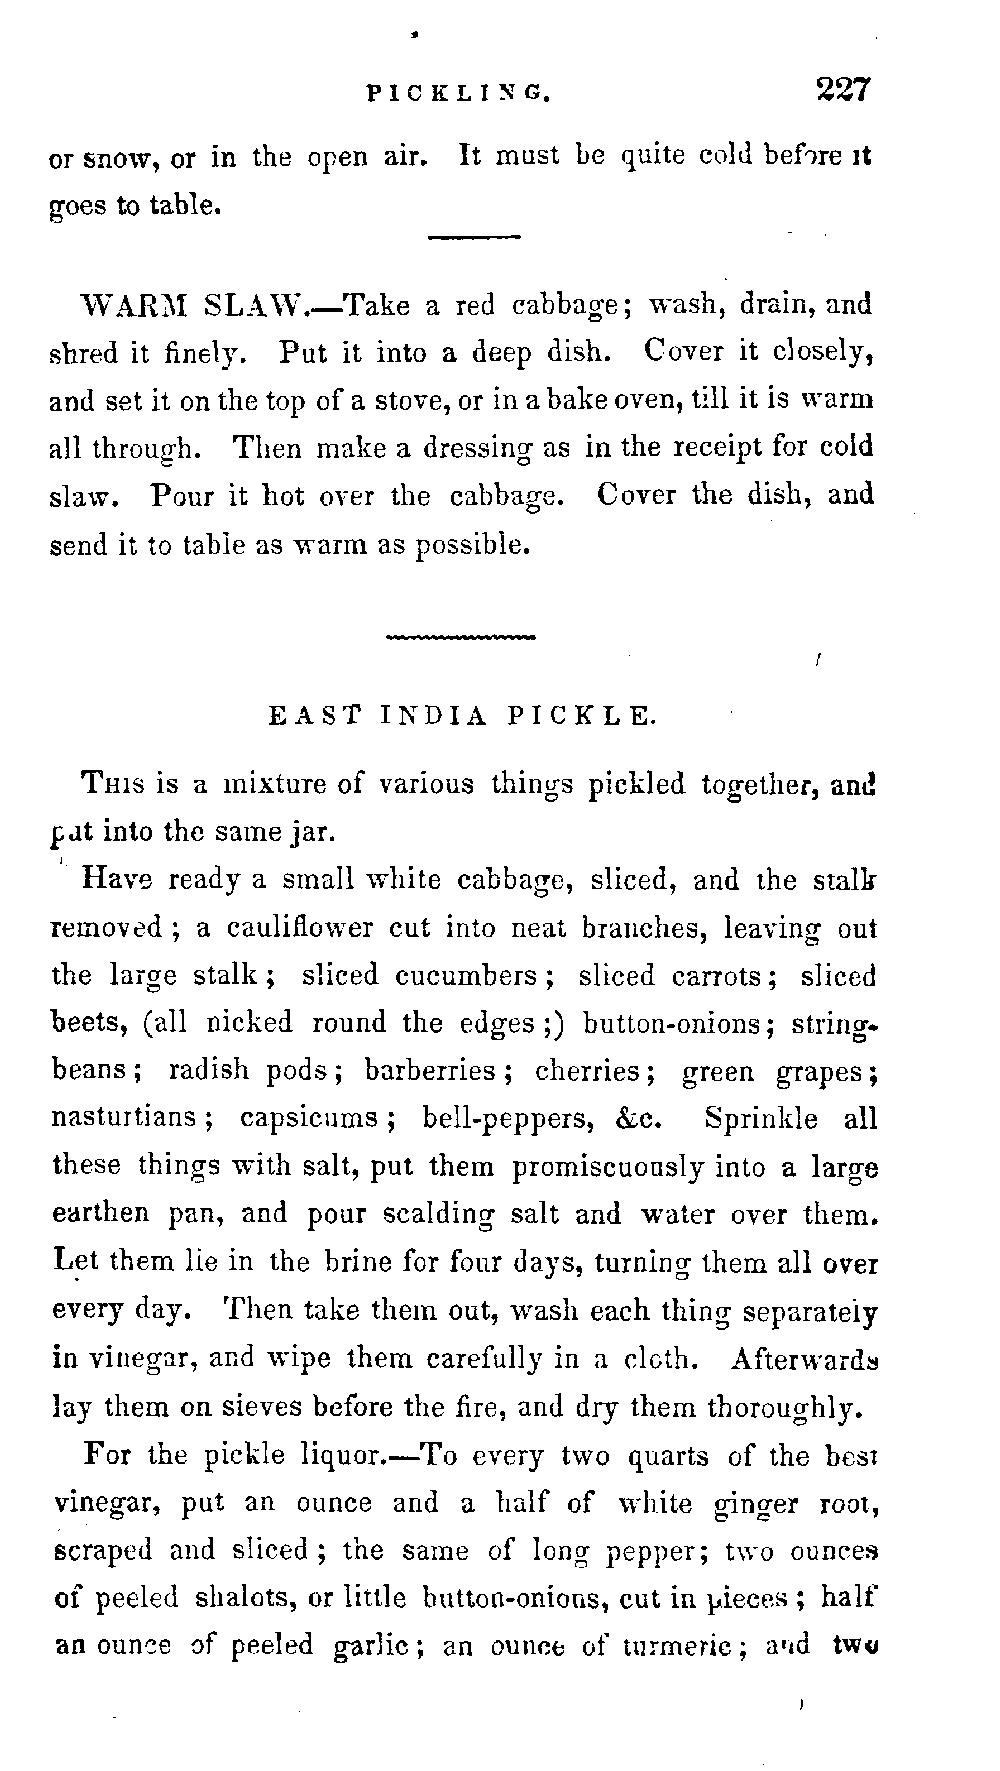 PICKLING. 227
or snow, or in the open air. It must be quite cold before it
goes to table.
WARM SLAW.—Take a red cabbage; wash, drain, and
shred it finely. Put it into a deep dish. Cover it closely,
and set it on the top of a stove, or in a bake oven, till it is warm
all through. Then make a dressing as in the receipt for cold
slaw. Pour it hot over the cabbage. Cover the dish, and
send it to table as warm as possible.
EAST INDIA PICKLE.
THIS is a mixture of various things pickled together, and
put into the same jar.
Have ready a small white cabbage, sliced, and the stalk
removed; a cauliflower cut into neat branches, leaving out
the large stalk; sliced cucumbers; sliced carrots; sliced
beets, (all nicked round the edges;) button-onions; string-
beans; radish pods; barberries; cherries; green grapes;
nasturtians; capsicums; bell-peppers, &c. Sprinkle all
these things with salt, put them promiscuously into a large
earthen pan, and pour scalding salt and water over them.
Let them lie in the brine for four days, turning them all over
every day. Then take them out, wash each thing separately
in vinegar, and wipe them carefully in a cloth. Afterwards
lay them on sieves before the fire, and dry them thoroughly.
For the pickle liquor.—To every two quarts of the best
vinegar, put an ounce and a half of white ginger root,
scraped and sliced; the same of long pepper; two ounces
of peeled shalots, or little button-onions, cut in pieces; half
an ounce of peeled garlic; an ounce of turmeric; and two